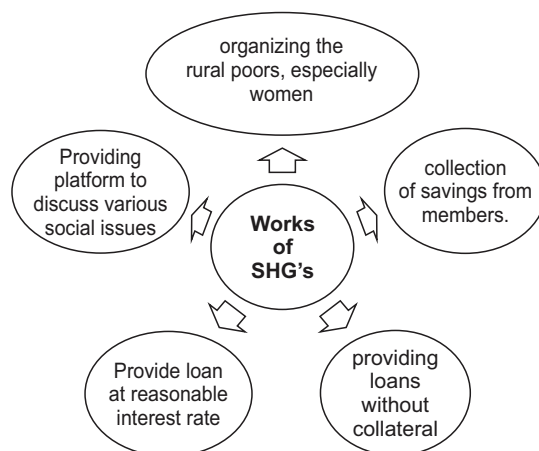 organizing the
rural poors, especially
women
Providing
platform to
discuss various
social issues
collection
of savings from
members.
Works
of
SHG's
Provide loan
at reasonable
interest rate
providing
loans
without
collateral